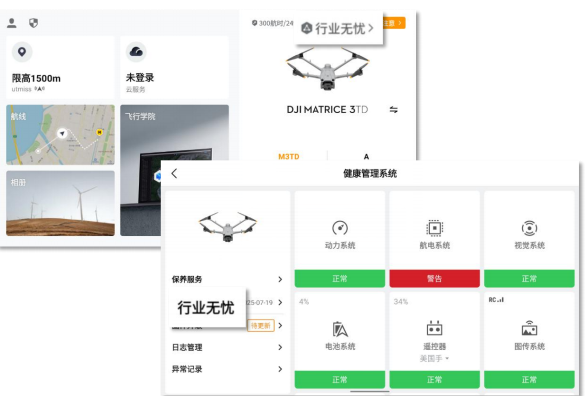 300航时/24
行业无忧>
限高1500m
未登录
云服务
航线
飞行学院
DJI MATRICE 3TD
相册
M3TD
A
健康管理系统
动力系统
航电系统
视觉系统
保养服务
正常
警告
正常
行业无忧
25-07-19
4%
34%
RC
待更新
电池系统
遥控器
图传系统
美国手
日志管理
异常记录
正常
正常
正常